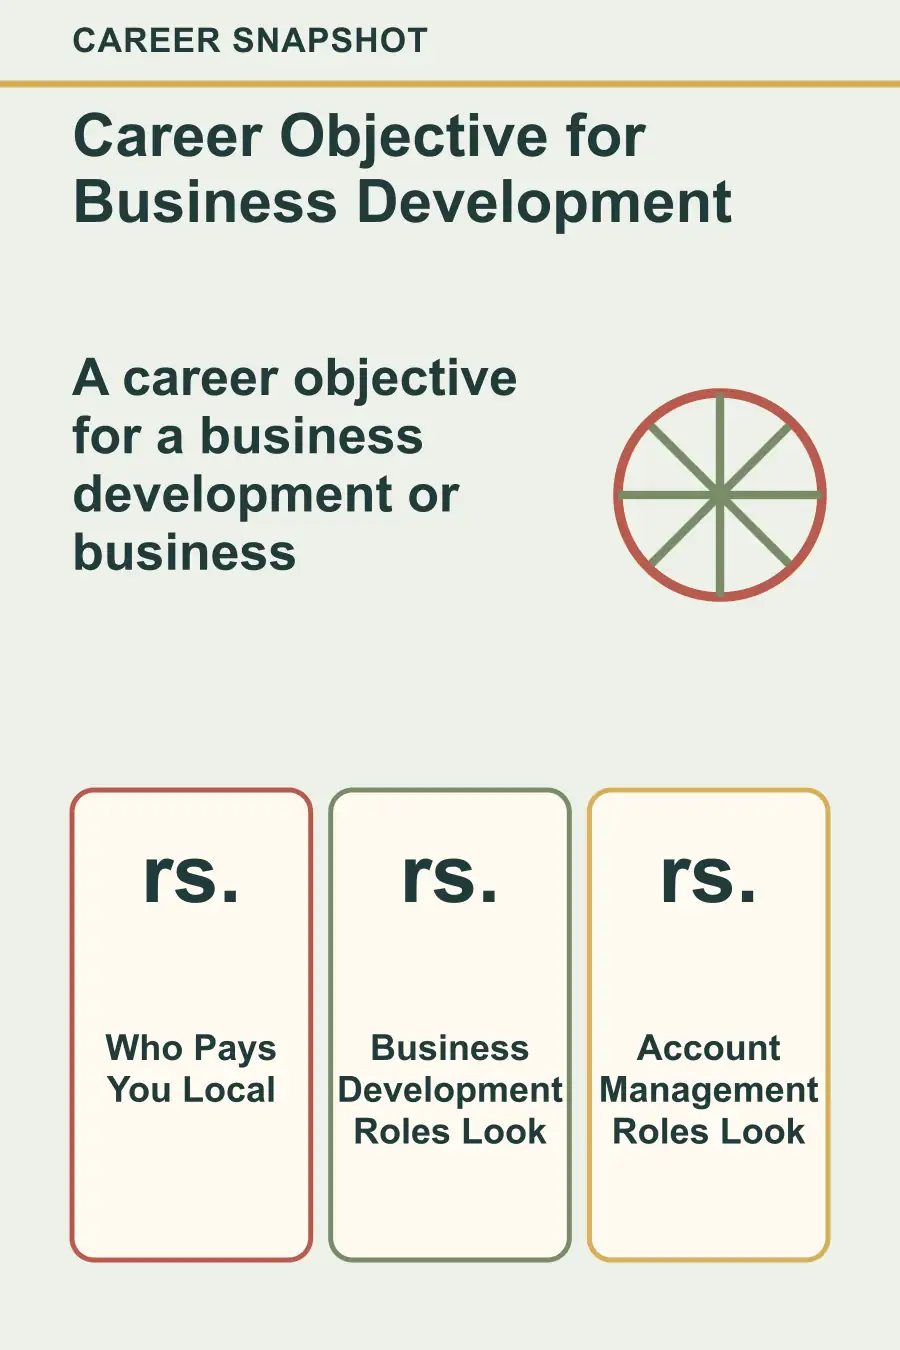 CAREER SNAPSHOT
Career Objective for
Business Development
A career objective
for a business
development or
business
rs.
Who Pays
You Local
rs.
Business
Development
Roles Look
rs.
Account
Management
Roles Look